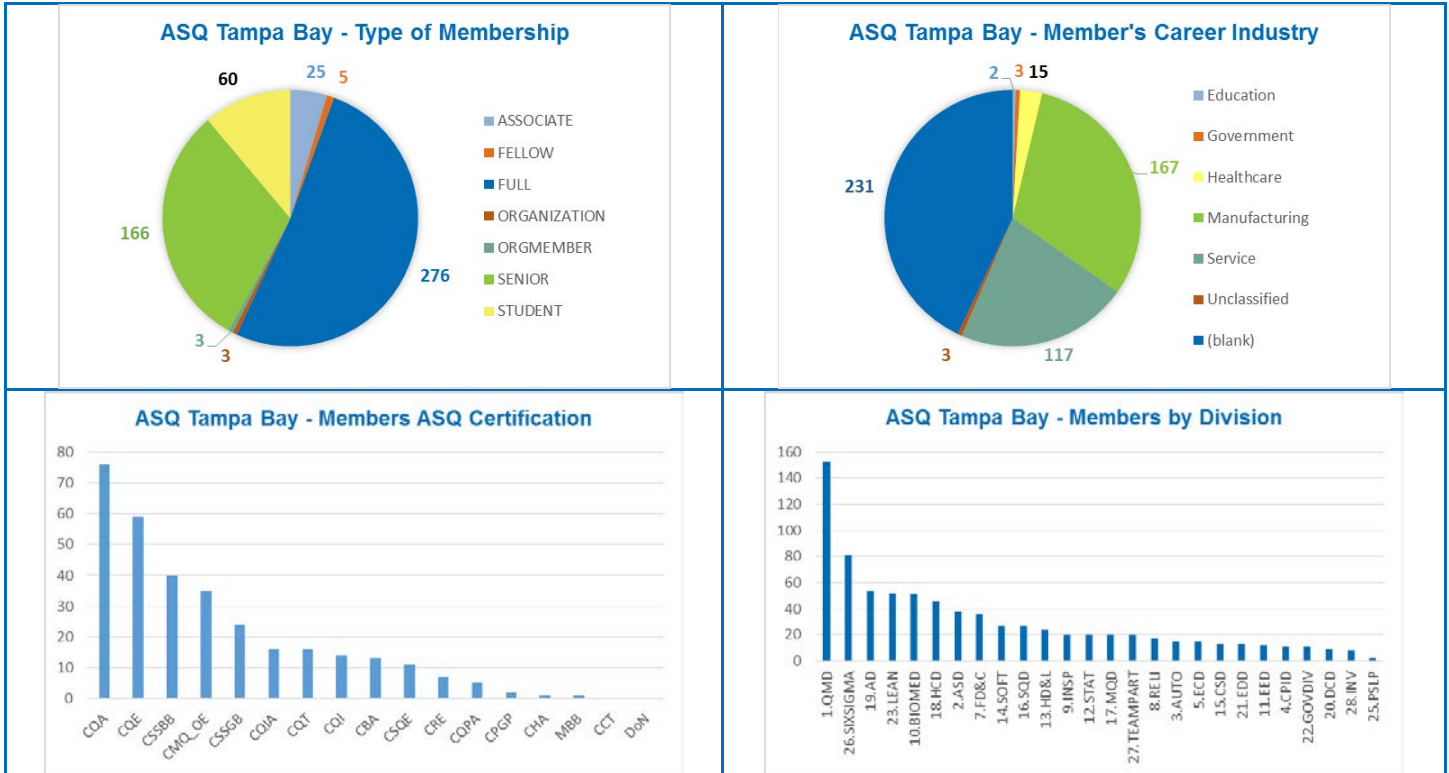 ASQ Tampa Bay - Type of Membership
60
25
5
166
276
3
3
ASSOCIATE
FELLOW
FULL
ORGANIZATION
ORGMEMBER
SENIOR
STUDENT
ASQ Tampa Bay - Member's Career Industry
2
3
15
231
167
3
117
Education
Government
Healthcare
Manufacturing
Service
Unclassified
(blank)
ASQ Tampa Bay - Members ASQ Certification
80
70
60
50
40
30
20
10
0
CQA
CQE
CSSBB
CMQ_OE
CSSGB
CQIA
CQT
CQI
CBA
CSQE
CRE
CQPA
CPGP
CHA
MBB
CCT
DoN
ASQ Tampa Bay - Members by Division
160
140
120
100
80
60
40
20
0
1.QMD
26.SIXSIGMA
19.AD
23.LEAN
10.BIOMED
18.HCD
2.ASD
7.FD&C
14.SOFT
16.SQD
13.HD&L
9.INSP
12.STAT
17.MQD
27.TEAMPART
8.RELI
3.AUTO
5.ECD
15.CSD
21.EDD
11.EED
4.CPID
22.GOVDIV
20.DCD
28.INV
25.PSLP